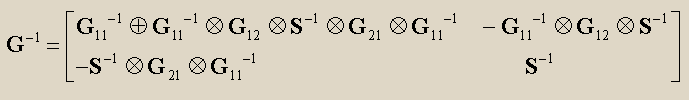 G⁻¹ = [ G₁₁⁻¹ ⊕ G₁₁⁻¹ ⊗ G₁₂ ⊗ S⁻¹ ⊗ G₂₁ ⊗ G₁₁⁻¹   − G₁₁⁻¹ ⊗ G₁₂ ⊗ S⁻¹
−S⁻¹ ⊗ G₂₁ ⊗ G₁₁⁻¹   S⁻¹ ]